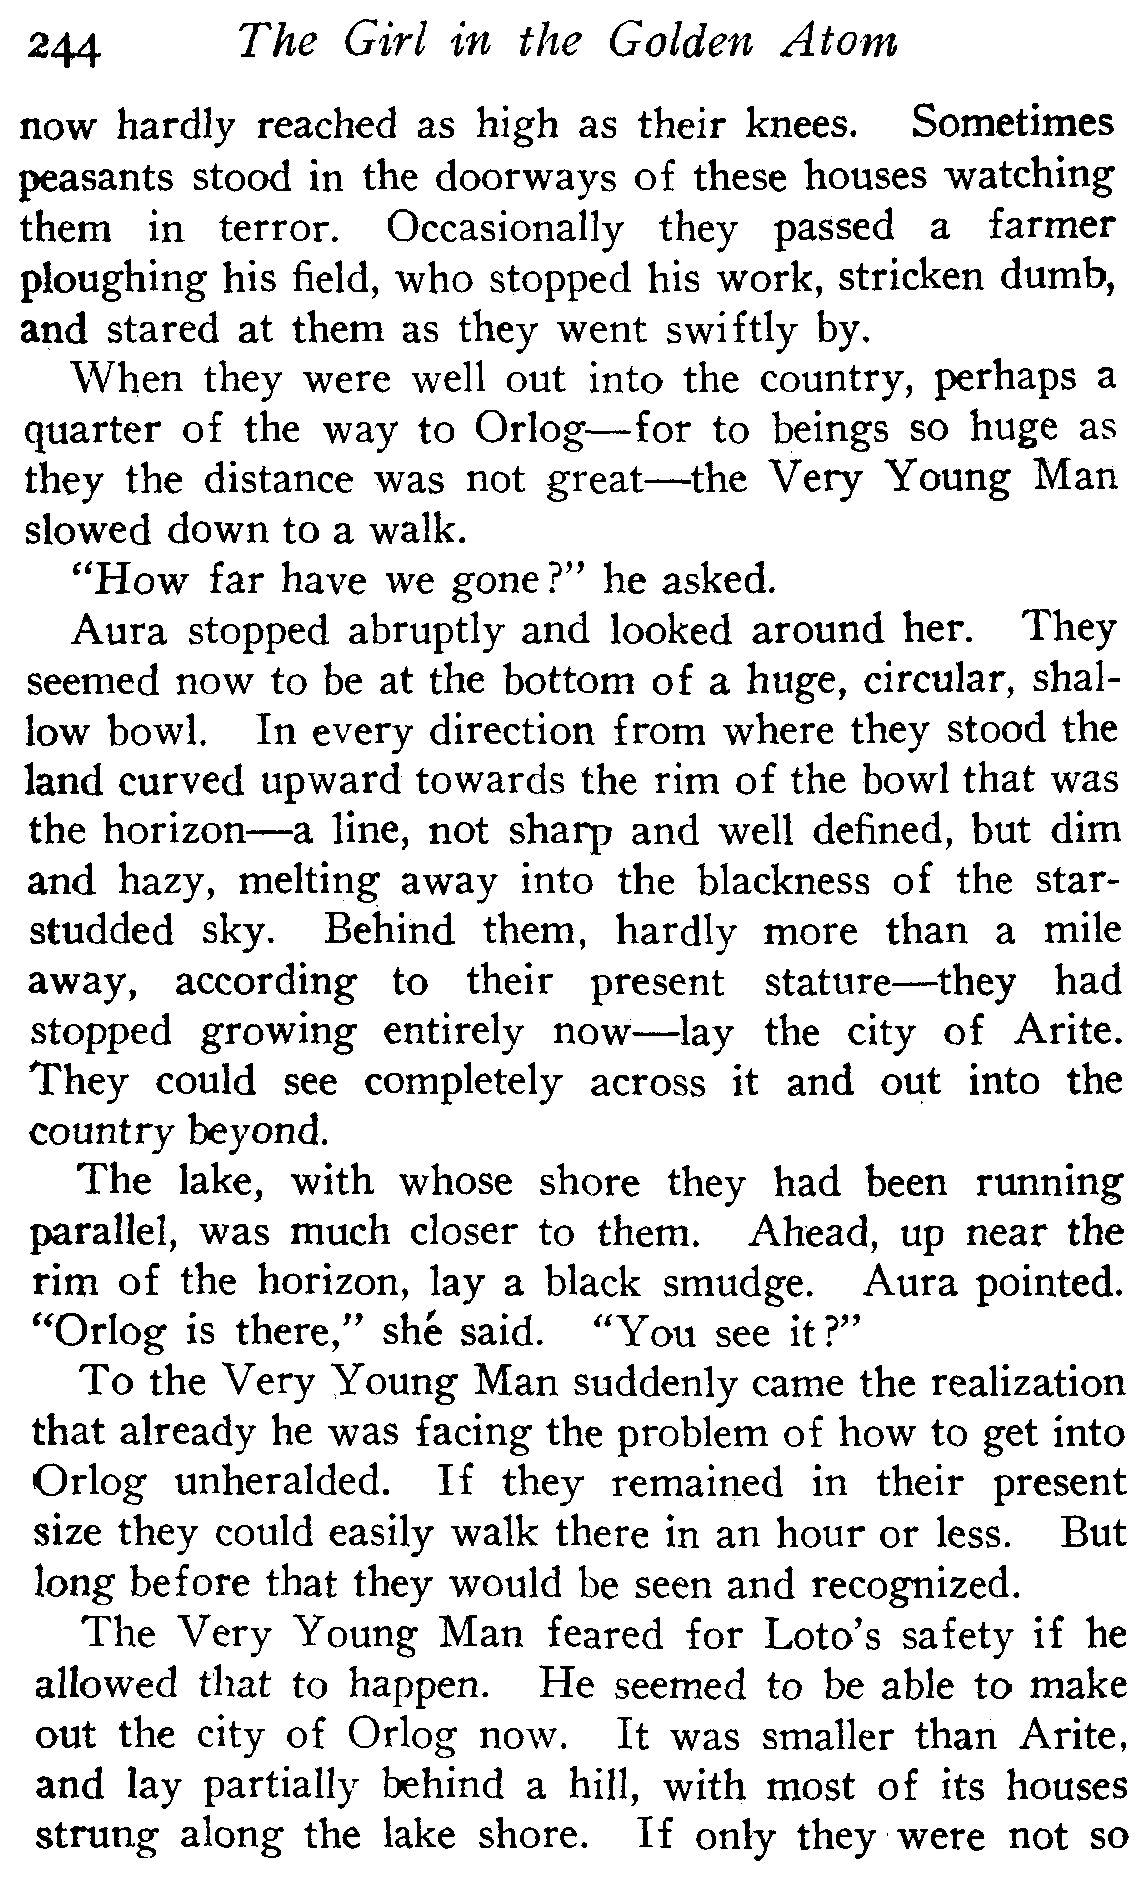 244 The Girl in the Golden Atom
now hardly reached as high as their knees. Sometimes
peasants stood in the doorways of these houses watching
them in terror. Occasionally they passed a farmer
ploughing his field, who stopped his work, stricken dumb,
and stared at them as they went swiftly by.
When they were well out into the country, perhaps a
quarter of the way to Orlog—for to beings so huge as
they the distance was not great—the Very Young Man
slowed down to a walk.
"How far have we gone?" he asked.
Aura stopped abruptly and looked around her. They
seemed now to be at the bottom of a huge, circular, shal-
low bowl. In every direction from where they stood the
land curved upward towards the rim of the bowl that was
the horizon—a line, not sharp and well defined, but dim
and hazy, melting away into the blackness of the star-
studded sky. Behind them, hardly more than a mile
away, according to their present stature—they had
stopped growing entirely now—lay the city of Arite.
They could see completely across it and out into the
country beyond.
The lake, with whose shore they had been running
parallel, was much closer to them. Ahead, up near the
rim of the horizon, lay a black smudge. Aura pointed.
"Orlog is there," she said. "You see it?"
To the Very Young Man suddenly came the realization
that already he was facing the problem of how to get into
Orlog unheralded. If they remained in their present
size they could easily walk there in an hour or less. But
long before that they would be seen and recognized.
The Very Young Man feared for Loto's safety if he
allowed that to happen. He seemed to be able to make
out the city of Orlog now. It was smaller than Arite,
and lay partially behind a hill, with most of its houses
strung along the lake shore. If only they were not so